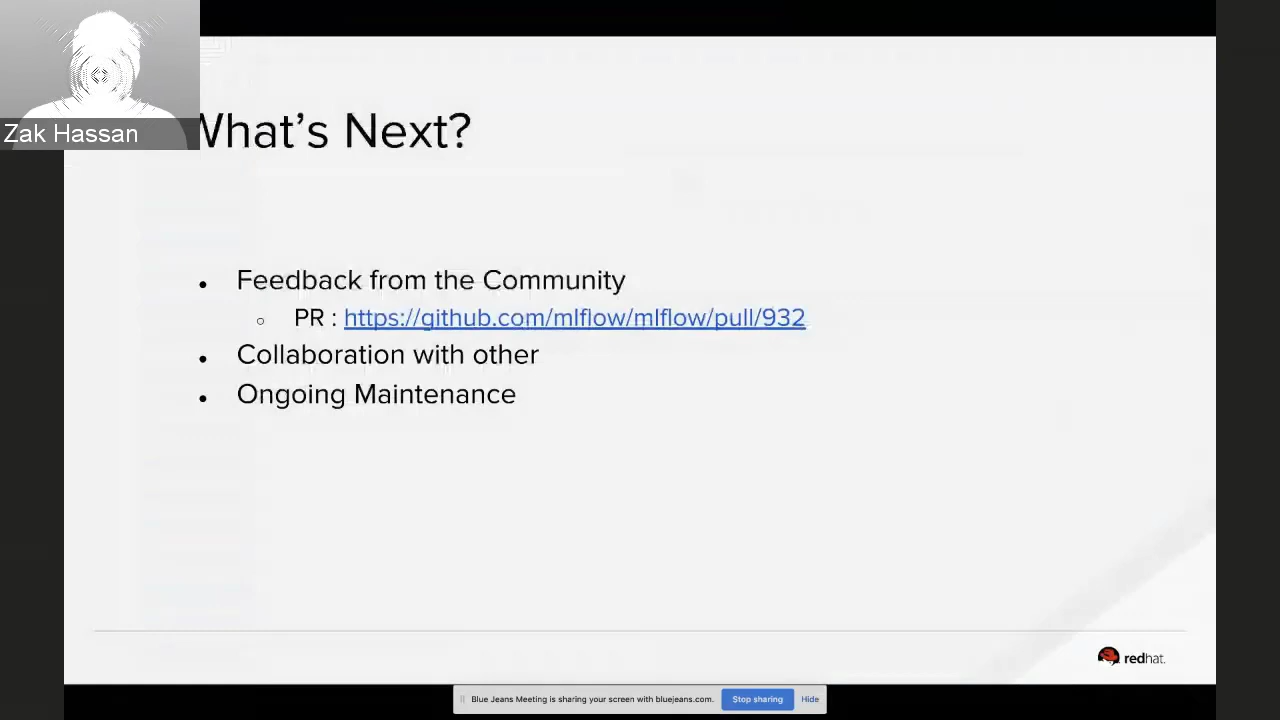 Zak Hassan
What's Next?
• Feedback from the Community
○ PR : https://github.com/mlflow/mlflow/pull/932
• Collaboration with other
• Ongoing Maintenance
redhat.
Blue Jeans Meeting is sharing your screen with bluejeans.com. Stop sharing Hide